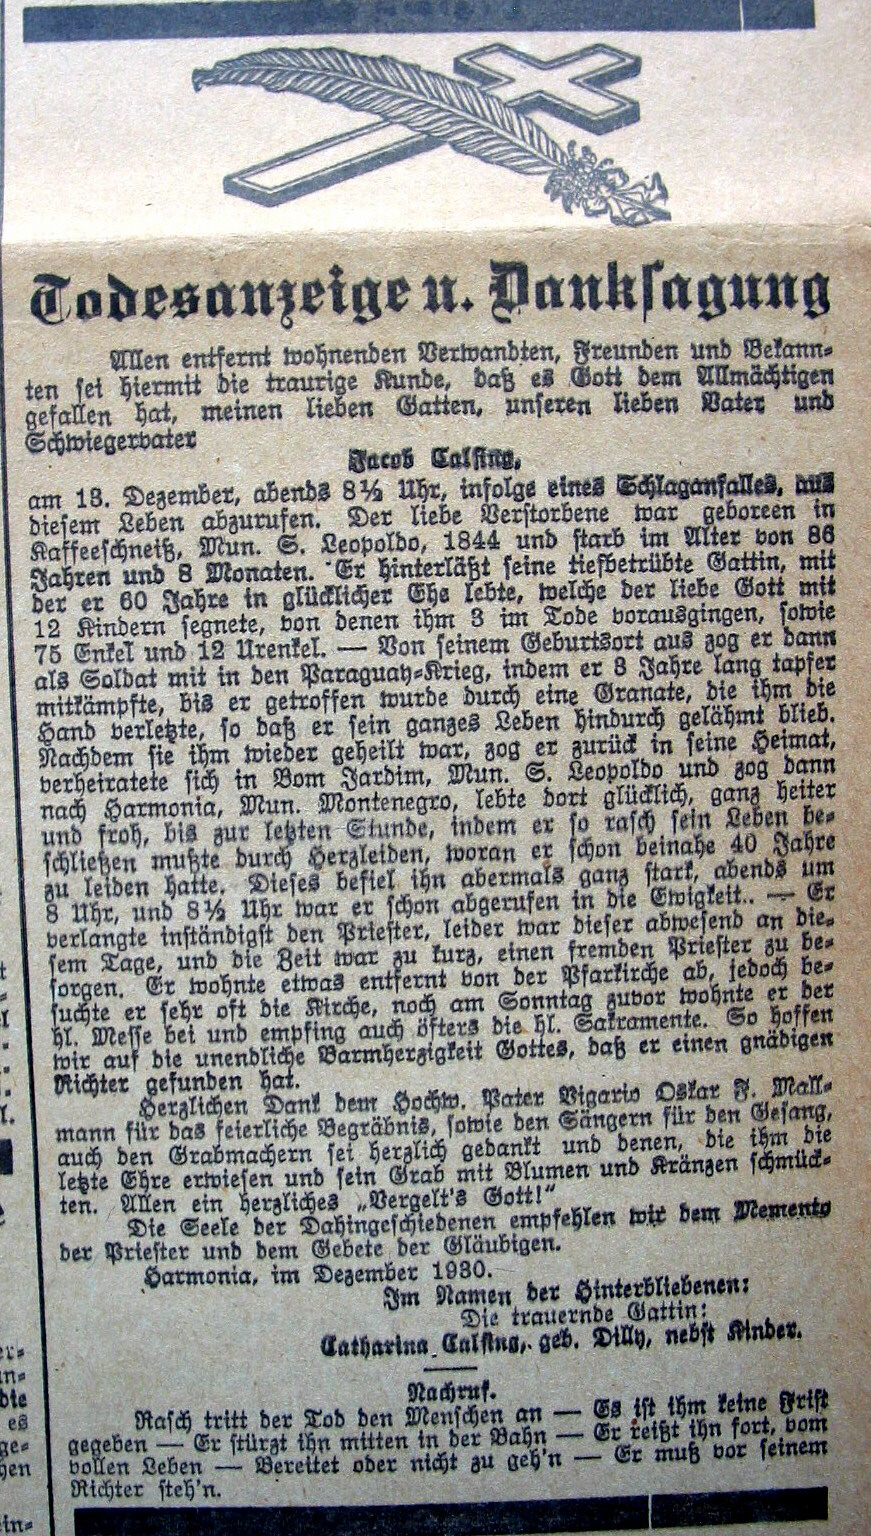 Todesanzeige u. Danksagung
Allen entfernt wohnenden Verwandten, Freunden und Bekann-
ten sei hiermit die traurige Kunde, daß es Gott dem Allmächtigen
gefallen hat, meinen lieben Gatten, unseren lieben Vater und
Schwiegervater
Jacob Calsing,
am 13. Dezember, abends 8½ Uhr, infolge eines Schlaganfalles, aus
diesem Leben abzurufen. Der liebe Verstorbene war geboreen in
Kaffeeschneiß, Mun. S. Leopoldo, 1844 und starb im Alter von 86
Jahren und 8 Monaten. Er hinterläßt seine tiefbetrübte Gattin, mit
der er 60 Jahre in glücklicher Ehs lebte, welche der liebe Gott mit
12 Kindern segnete, von denen ihm 3 im Tode vorausgingen, sowie
75 Enkel und 12 Urenkel. — Von seinem Geburtsort aus zog er dann
als Soldat mit in den Paraguay-Krieg, indem er 3 Jahre lang tapfer
mitkämpfte, bis er getroffen wurde durch eine Granate, die ihm die
Hand verletzte, so daß er sein ganzes Leben hindurch gelähmt blieb.
Nachdem sie ihm wieder geheilt war, zog er zurück in seine Heimat,
verheiratete sich in Bom Jardim, Mun. S. Leopoldo und zog dann
nach Harmonia, Mun. Montenegro, lebte dort glücklich, ganz heiter
und froh, bis zur letzten Stunde, indem er so rasch sein Leben be-
schließen mußte durch Herzleiden, woran er schon beinahe 40 Jahre
zu leiden hatte. Dieses befiel ihn abermals ganz stark, abends um
8 Uhr, und 8½ Uhr war er schon abgerufen in die Ewigkeit.. — Er
verlangte inständigst den Priester, leider war dieser abwesend an die-
sem Tage, und die Zeit war zu kurz, einen fremden Priester zu be-
sorgen. Er wohnte etwas entfernt von der Pfarkirche ab, jedoch be-
suchte er sehr oft die Kirche, noch am Sonntag zuvor wohnte er der
hl. Messe bei und empfing auch öfters die hl. Sakramente. So hoffen
wir auf die unendliche Barmherzigkeit Gottes, daß er einen gnädigen
Richter gefunden hat.
Herzlichen Dank dem Hochw. Pater Vigario Oskar F. Mall-
mann für das feierliche Begräbnis, sowie den Sängern für den Gesang,
auch den Grabmachern sei herzlich gedankt und denen, die ihm die
letzte Ehre erwiesen und sein Grab mit Blumen und Kränzen schmück-
ten. Allen ein herzliches „Vergelt's Gott!"
Die Seele der Dahingeschiedenen empfehlen wir dem Memento
der Priester und dem Gebete der Gläubigen.
Harmonia, im Dezember 1930.
Im Namen der Hinterbliebenen:
Die trauernde Gattin:
Catharina Calsing, geb. Dilly, nebst Kinder.
Nachruf.
Rasch tritt der Tod den Menschen an — Es ist ihm keine Frist
gegeben — Er stürzt ihn mitten in der Bahn — Er reißt ihn fort, vom
vollen Leben — Bereitet oder nicht zu geh'n — Er muß vor seinem
Richter steh'n.